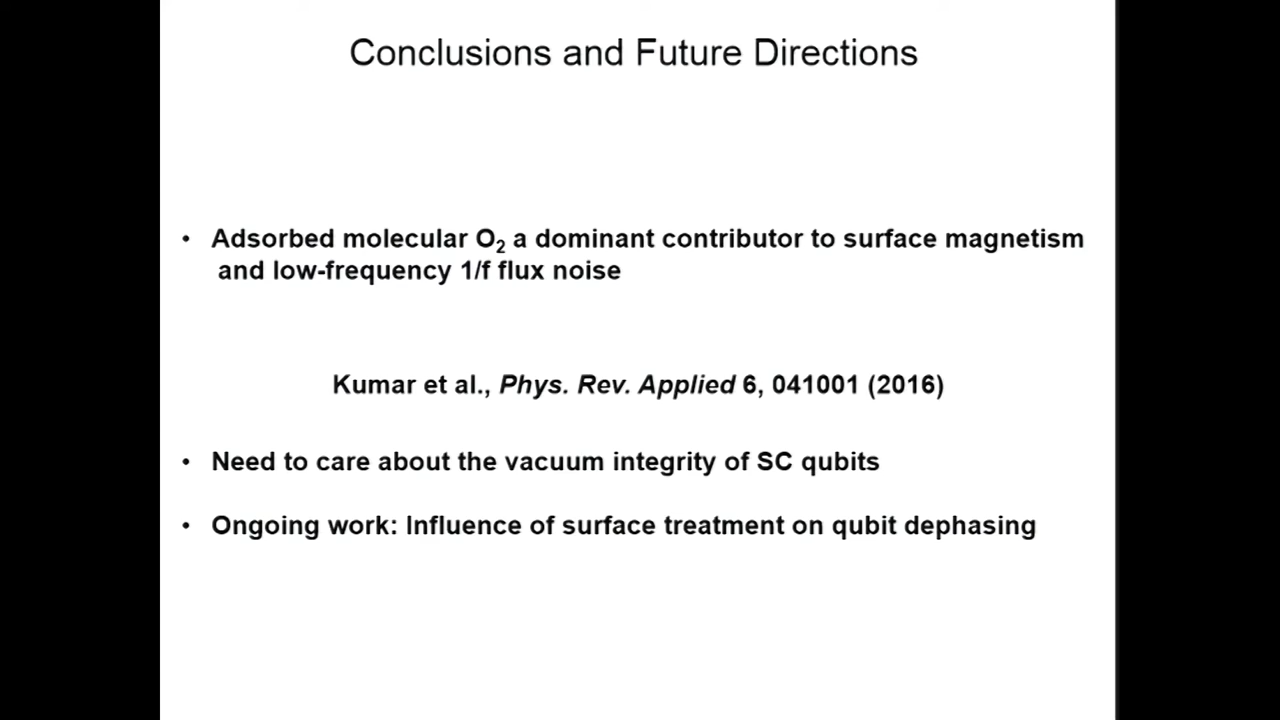 Conclusions and Future Directions
• Adsorbed molecular O₂ a dominant contributor to surface magnetism
and low-frequency 1/f flux noise
Kumar et al., Phys. Rev. Applied 6, 041001 (2016)
• Need to care about the vacuum integrity of SC qubits
• Ongoing work: Influence of surface treatment on qubit dephasing